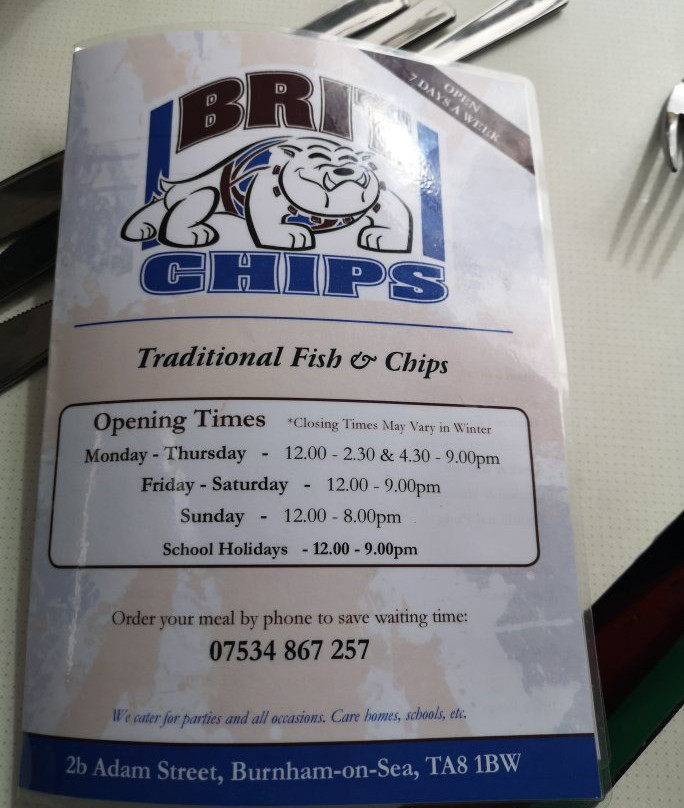 OPEN
7 DAYS A WEEK
BRIT
CHIPS
Traditional Fish & Chips
Opening Times *Closing Times May Vary in Winter
Monday - Thursday - 12.00 - 2.30 & 4.30 - 9.00pm
Friday - Saturday - 12.00 - 9.00pm
Sunday - 12.00 - 8.00pm
School Holidays - 12.00 - 9.00pm
Order your meal by phone to save waiting time:
07534 867 257
We cater for parties and all occasions. Care homes, schools, etc.
2b Adam Street, Burnham-on-Sea, TA8 1BW